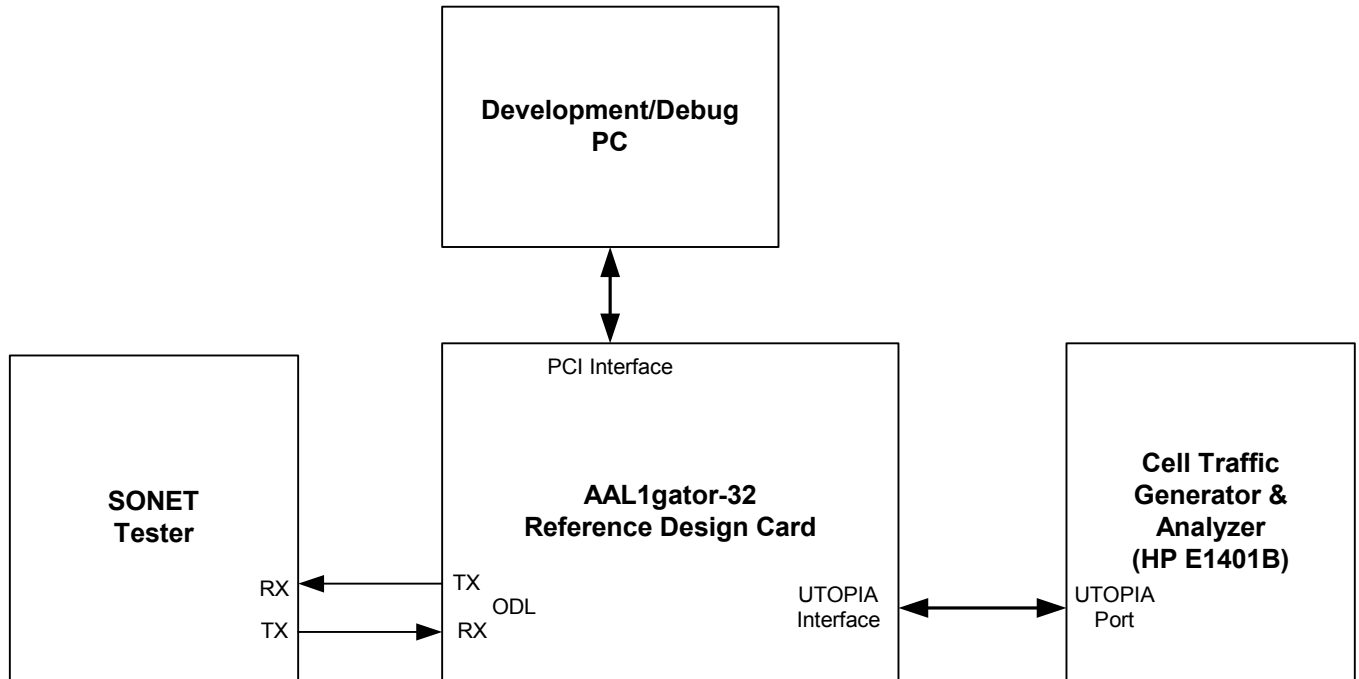 Development/Debug
PC
PCI Interface
SONET
Tester
RX
TX
AAL1gator-32
Reference Design Card
TX
ODL
RX
UTOPIA
Interface
Cell Traffic
Generator &
Analyzer
(HP E1401B)
UTOPIA
Port